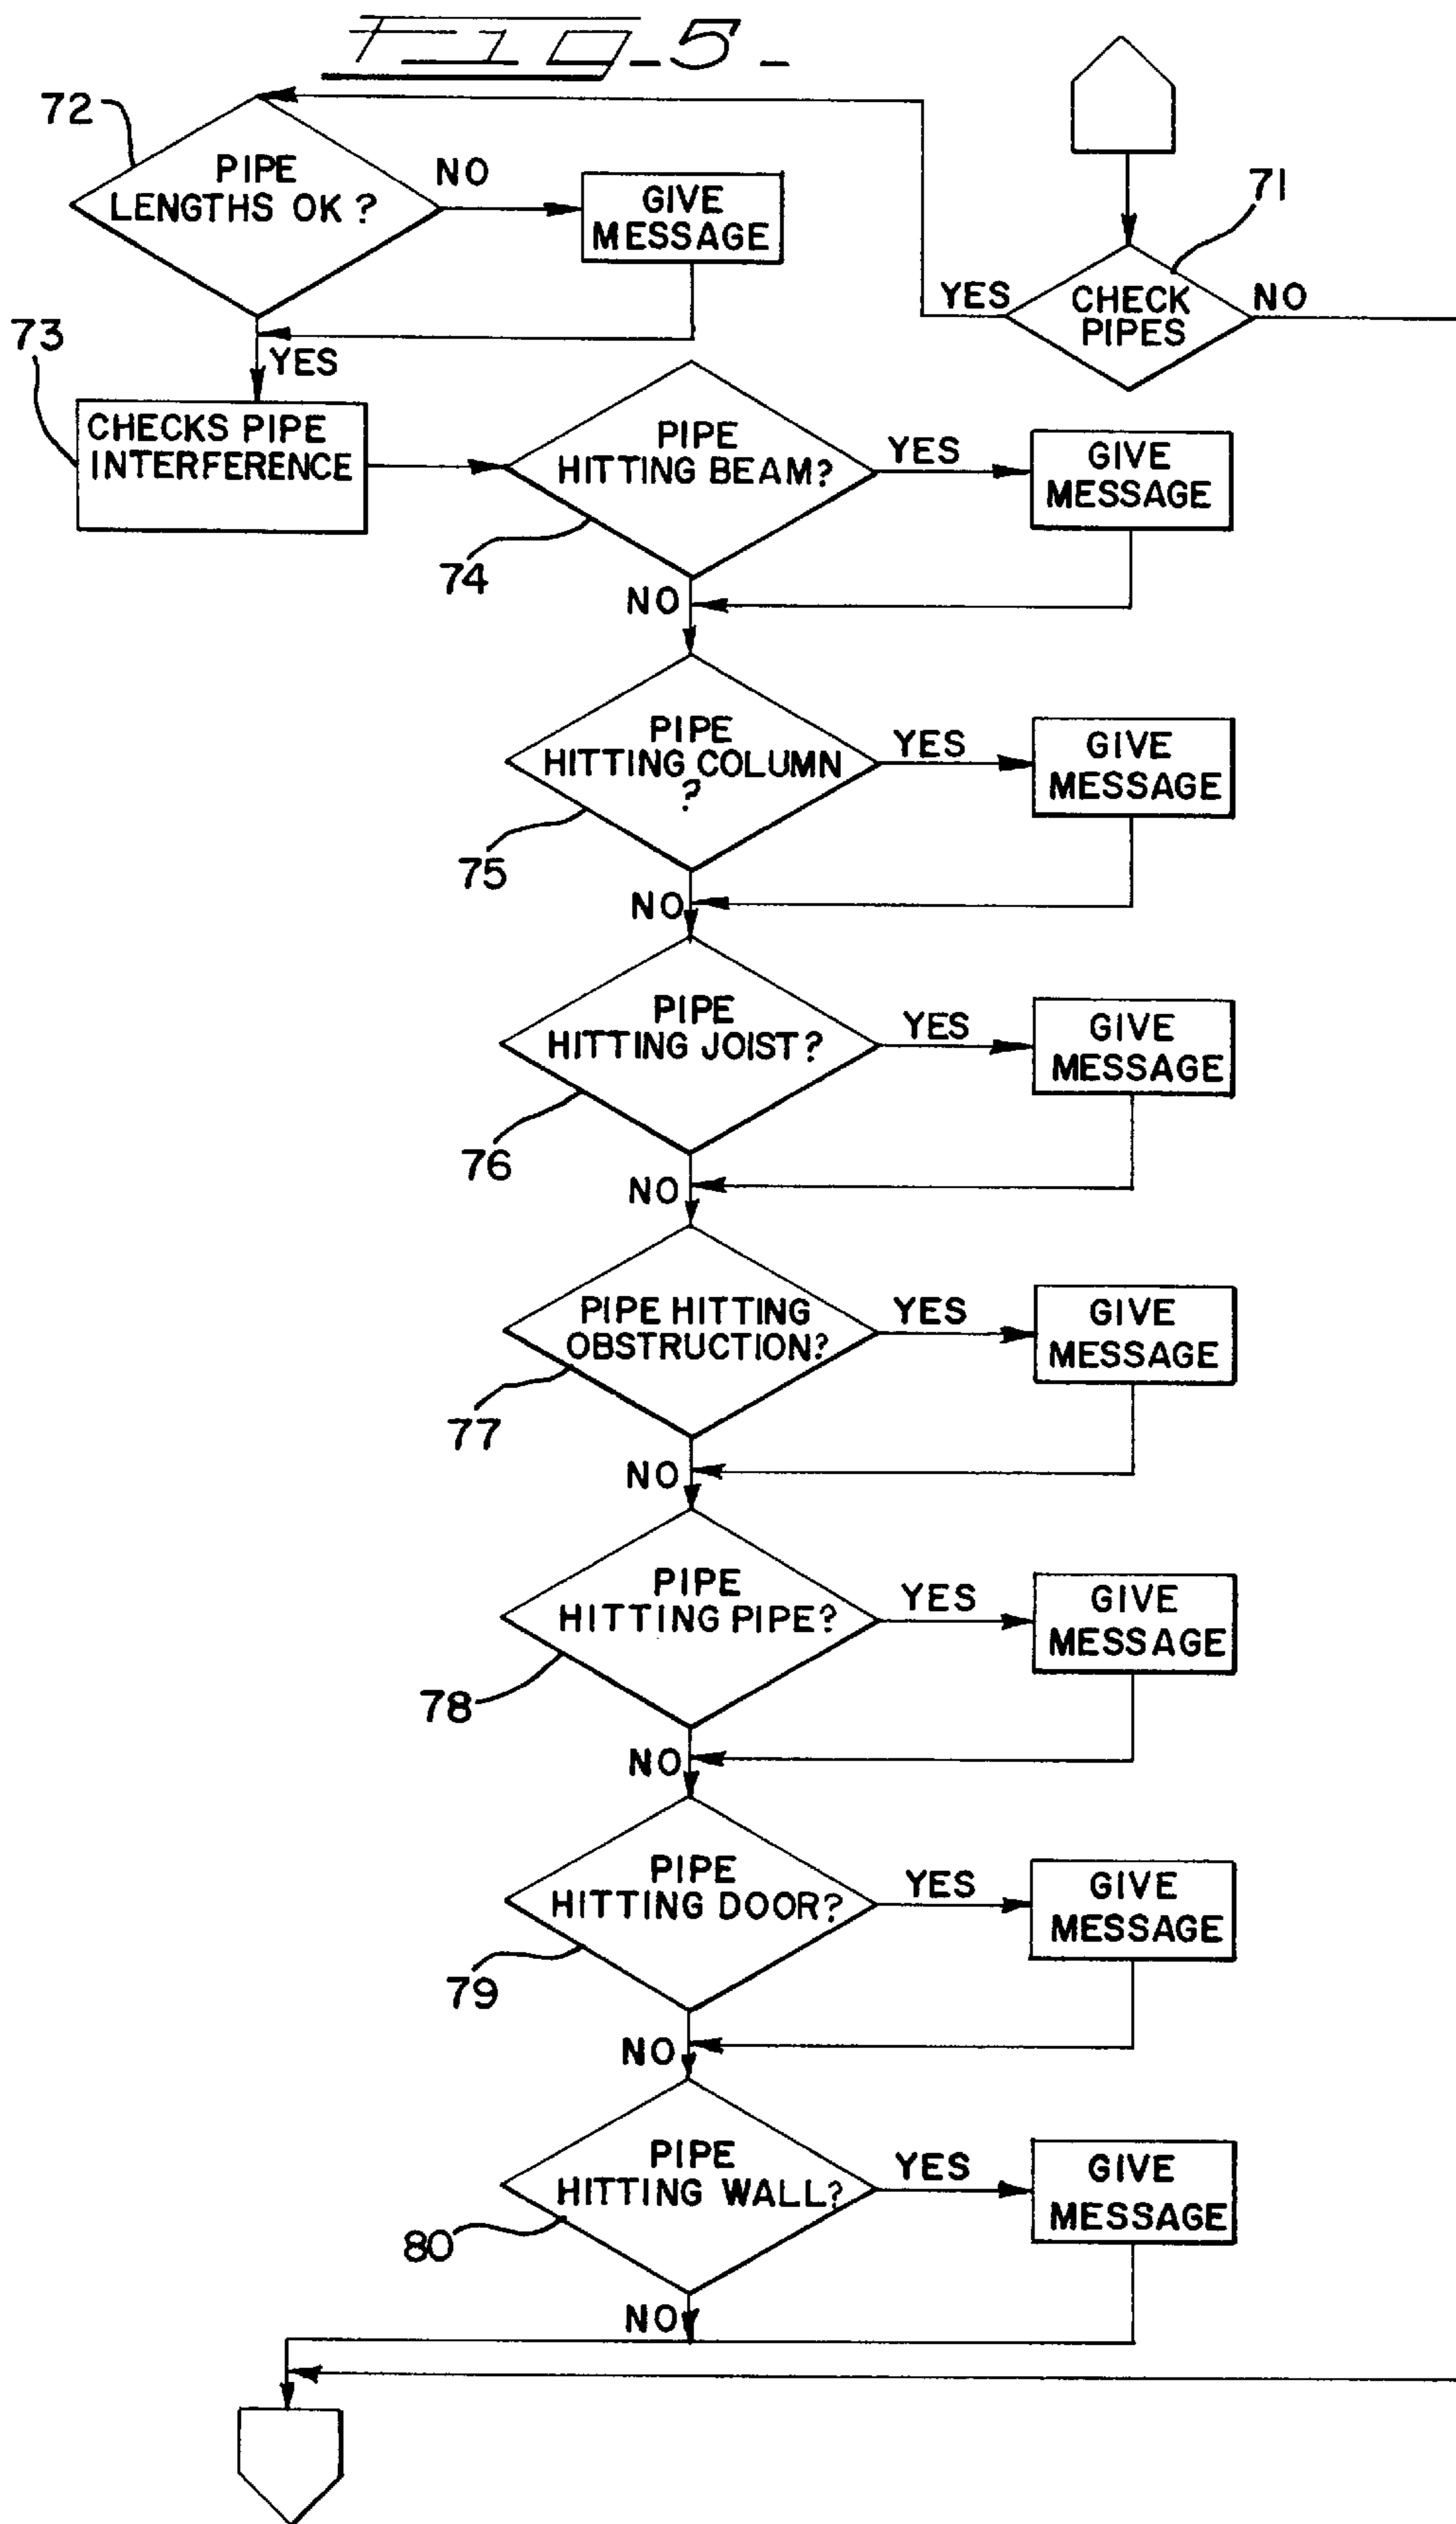 FIG_5_
72
PIPE
LENGTHS OK?
NO
GIVE
MESSAGE
71
CHECK
PIPES
YES
NO
73
YES
CHECKS PIPE
INTERFERENCE
PIPE
HITTING BEAM?
YES
GIVE
MESSAGE
74
NO
PIPE
HITTING COLUMN
?
YES
GIVE
MESSAGE
75
NO
PIPE
HITTING JOIST?
YES
GIVE
MESSAGE
76
NO
PIPE HITTING
OBSTRUCTION?
YES
GIVE
MESSAGE
77
NO
PIPE
HITTING PIPE?
YES
GIVE
MESSAGE
78
NO
PIPE
HITTING DOOR?
YES
GIVE
MESSAGE
79
NO
PIPE
HITTING WALL?
YES
GIVE
MESSAGE
80
NO